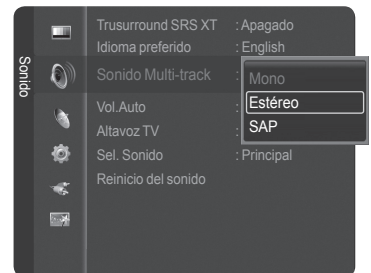 Sonido
Trusurround SRS XT : Apagado
Idioma preferido : English
Sonido Multi-track :
Mono
Estéreo
SAP
Vol.Auto :
Altavoz TV :
Sel. Sonido : Principal
Reinicio del sonido